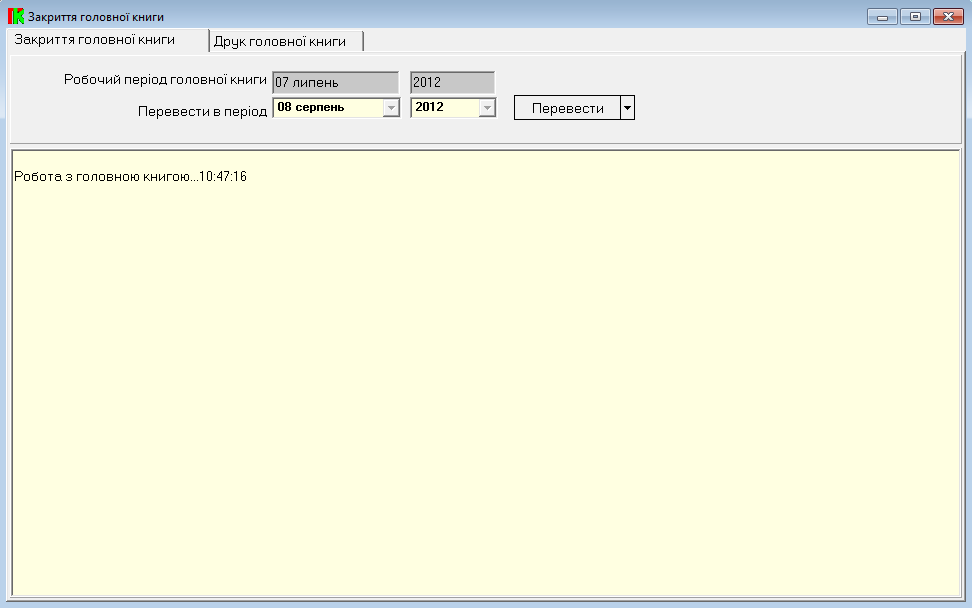 Закриття головної книги
Закриття головної книги
Друк головної книги
Робочий період головної книги 07 липень 2012
Перевести в період 08 серпень 2012 Перевести
Робота з головною книгою...10:47:16